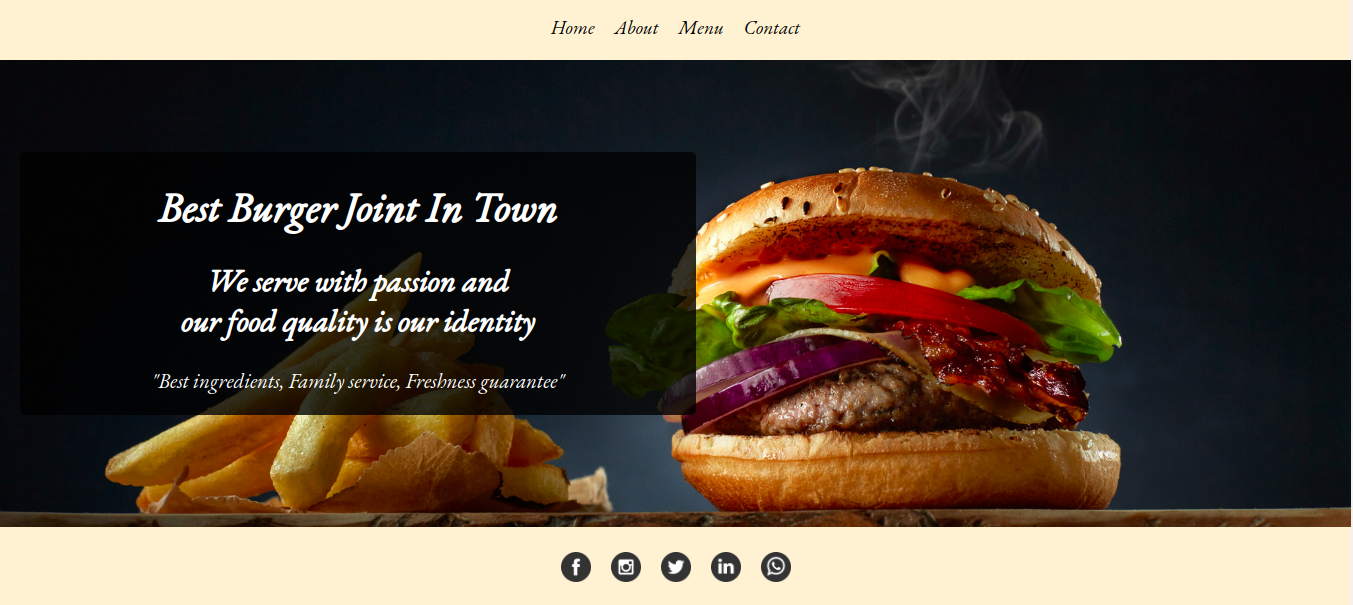 Home About Menu Contact
Best Burger Joint In Town
We serve with passion and
our food quality is our identity
"Best ingredients, Family service, Freshness guarantee"